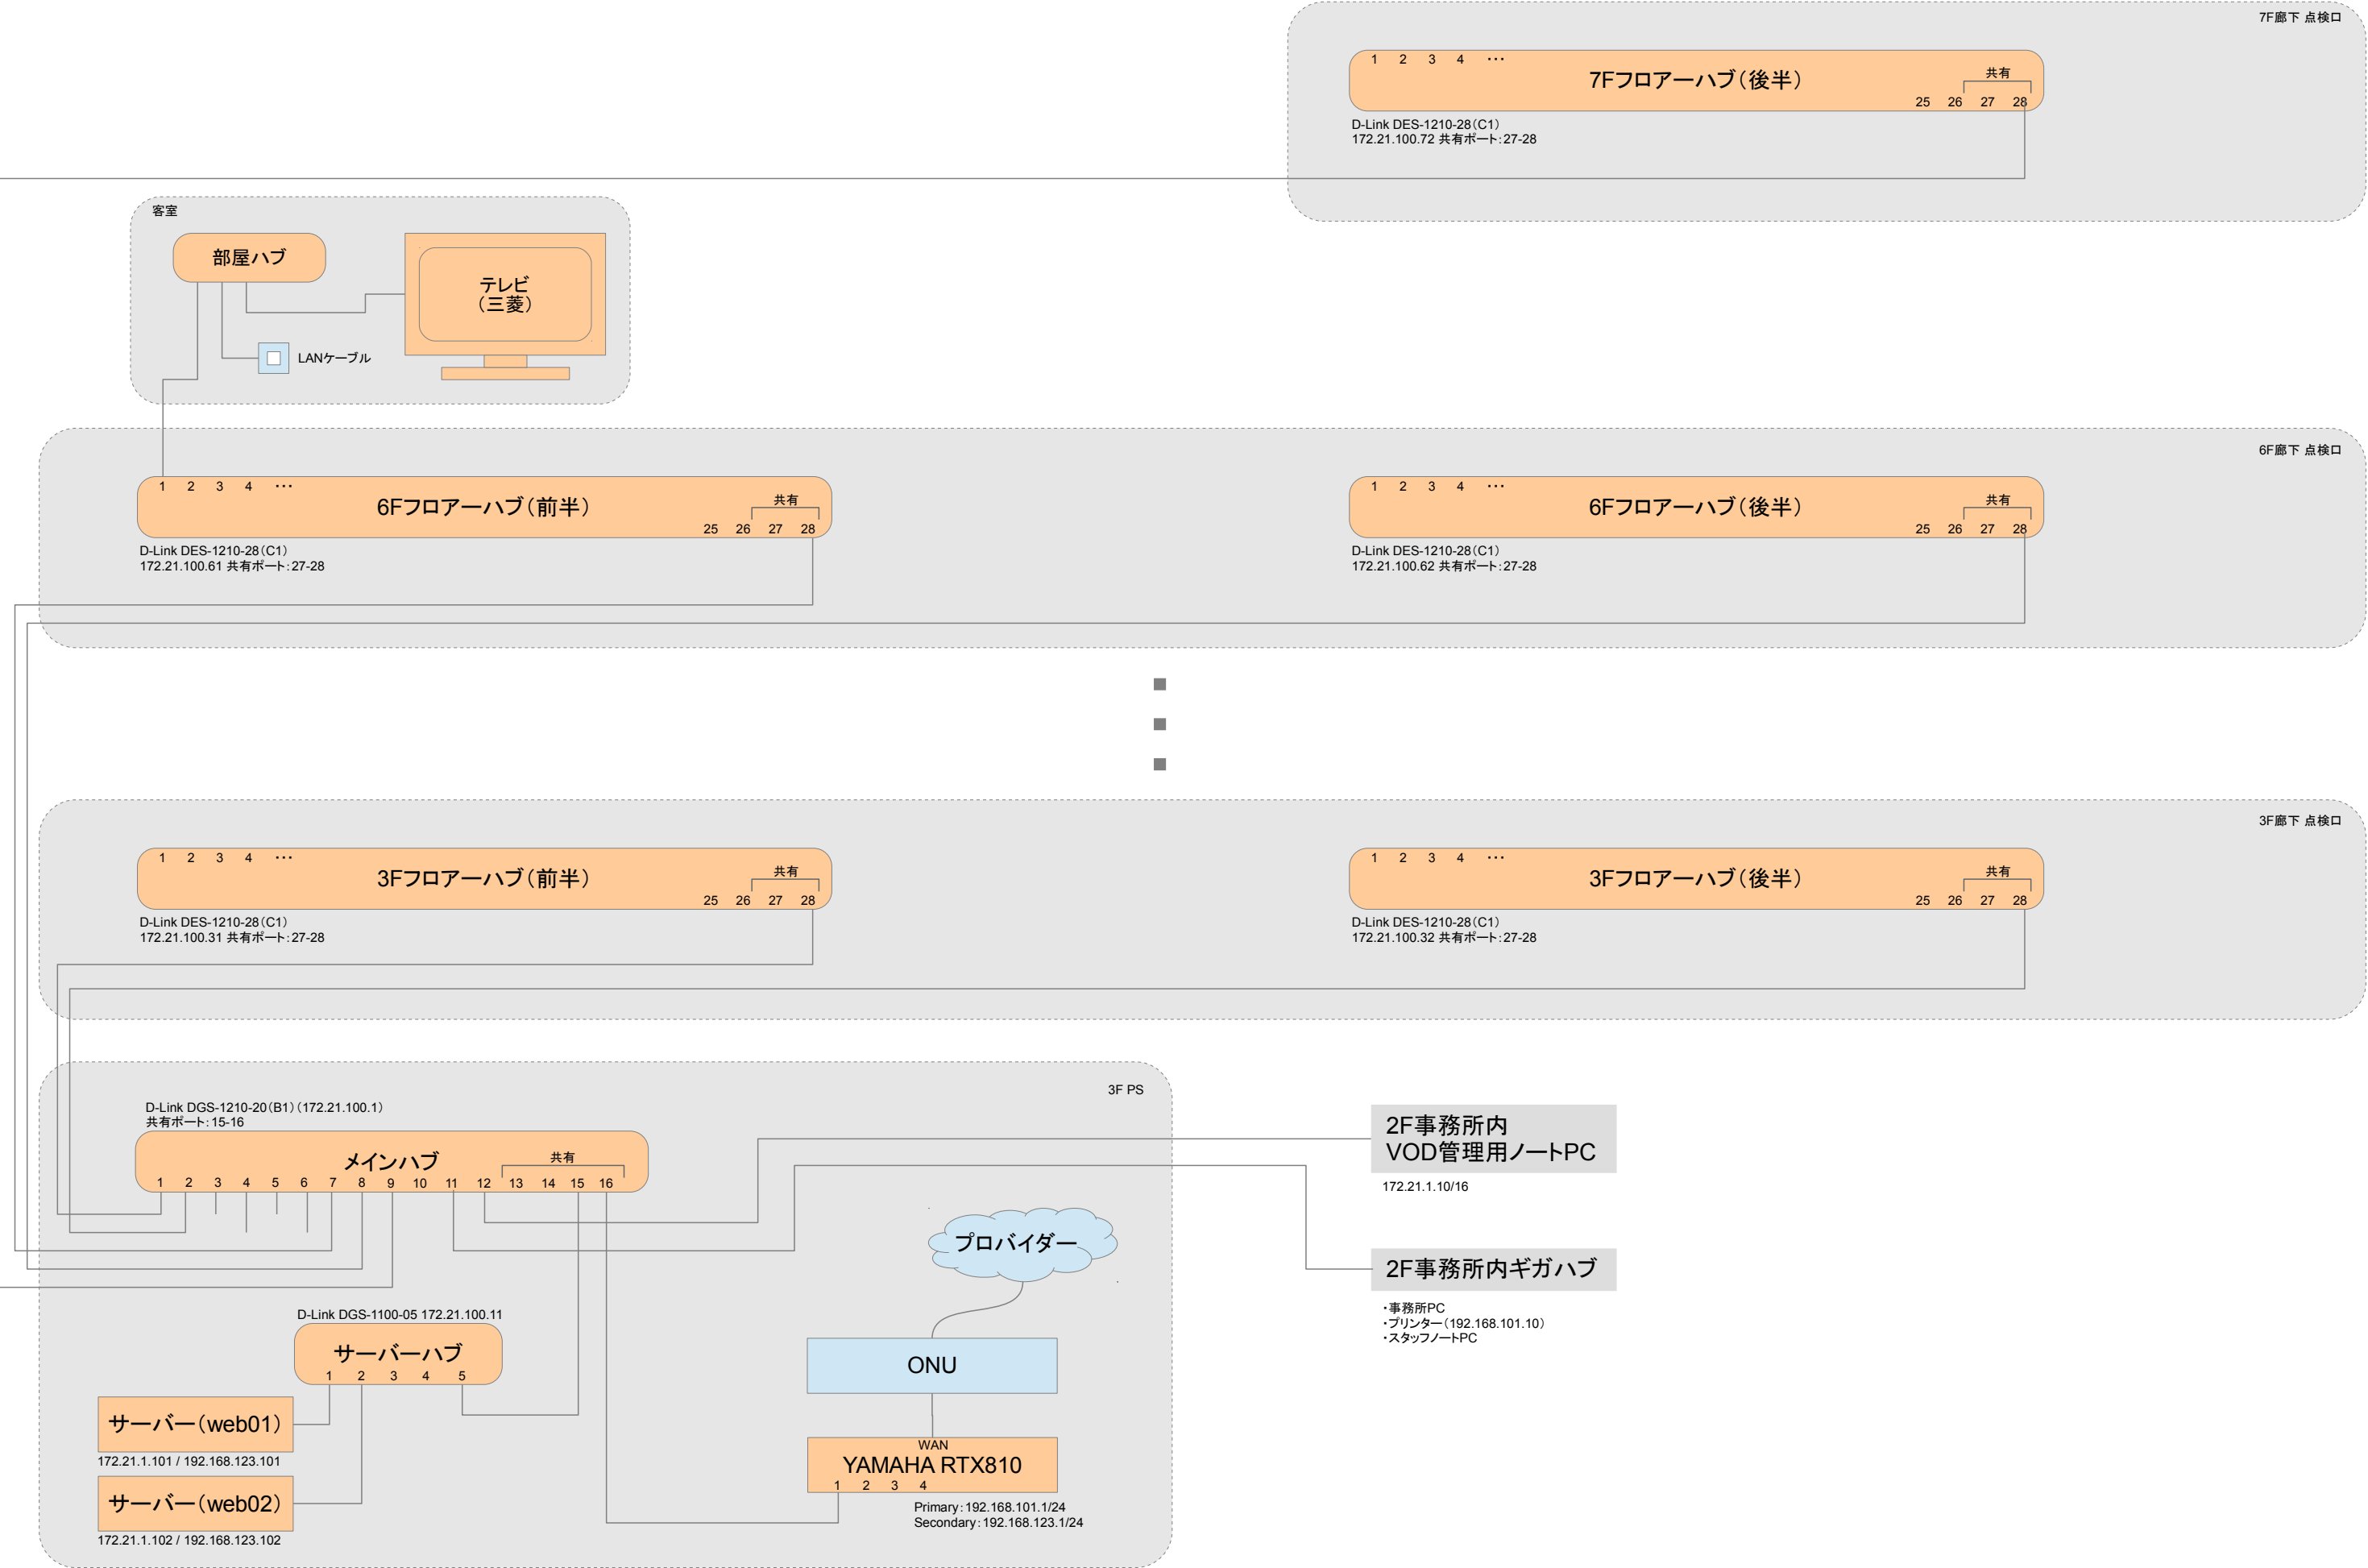 7F廊下 点検口
1 2 3 4 ･･･
7Fフロアーハブ（後半）
共有
25 26 27 28
D-Link DES-1210-28（C1）
172.21.100.72 共有ポート：27-28
客室
部屋ハブ
テレビ
（三菱）
LANケーブル
6F廊下 点検口
1 2 3 4 ･･･
6Fフロアーハブ（前半）
共有
25 26 27 28
D-Link DES-1210-28（C1）
172.21.100.61 共有ポート：27-28
1 2 3 4 ･･･
6Fフロアーハブ（後半）
共有
25 26 27 28
D-Link DES-1210-28（C1）
172.21.100.62 共有ポート：27-28
3F廊下 点検口
1 2 3 4 ･･･
3Fフロアーハブ（前半）
共有
25 26 27 28
D-Link DES-1210-28（C1）
172.21.100.31 共有ポート：27-28
1 2 3 4 ･･･
3Fフロアーハブ（後半）
共有
25 26 27 28
D-Link DES-1210-28（C1）
172.21.100.32 共有ポート：27-28
3F PS
D-Link DGS-1210-20（B1）（172.21.100.1）
共有ポート：15-16
メインハブ
共有
1 2 3 4 5 6 7 8 9 10 11 12 13 14 15 16
2F事務所内
VOD管理用ノートPC
172.21.1.10/16
プロバイダー
2F事務所内ギガハブ
・事務所PC
・プリンター（192.168.101.10）
・スタッフノートPC
D-Link DGS-1100-05 172.21.100.11
サーバーハブ
1 2 3 4 5
ONU
サーバー（web01）
172.21.1.101 / 192.168.123.101
サーバー（web02）
172.21.1.102 / 192.168.123.102
WAN
YAMAHA RTX810
1 2 3 4
Primary：192.168.101.1/24
Secondary：192.168.123.1/24